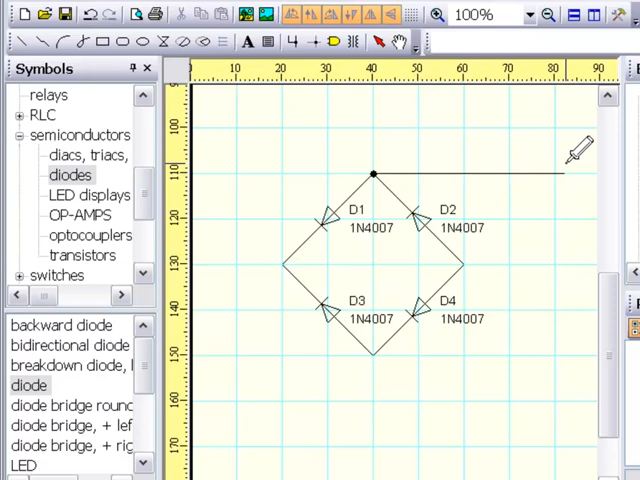 100%
A
Symbols
relays
RLC
semiconductors
diacs, triacs,
diodes
LED displays
OP-AMPS
optocouplers
transistors
switches
backward diode
bidirectional diode
breakdown diode, l
diode
diode bridge roun
diode bridge, + left
diode bridge, + rig
LED
10 20 30 40 50 60 70 80 90
100
110
120
130
140
150
160
170
D1
1N4007
D2
1N4007
D3
1N4007
D4
1N4007